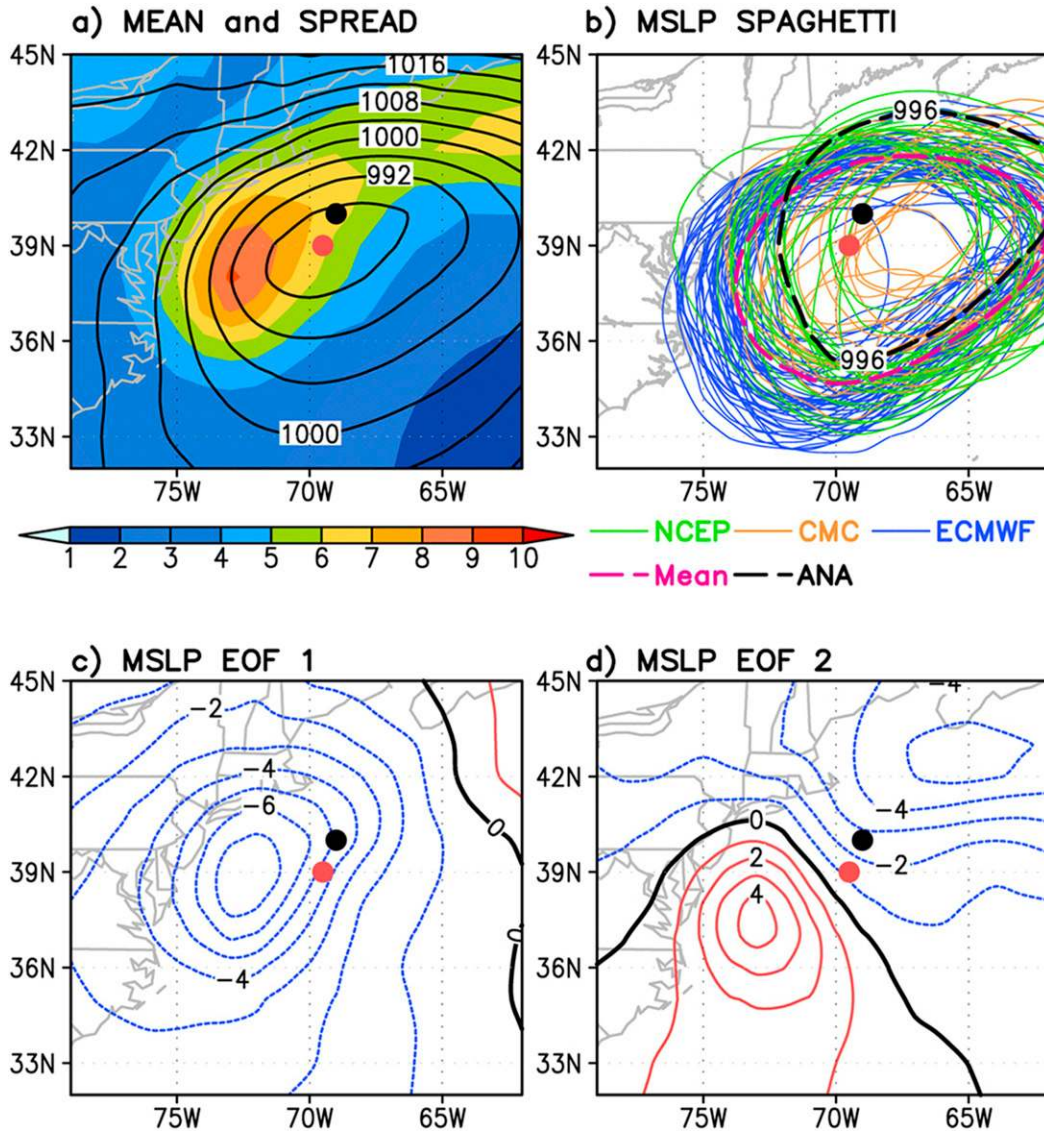 a) MEAN and SPREAD
45N
42N
39N
36N
33N
75W 70W 65W
1016
1008
1000
992
1000
1 2 3 4 5 6 7 8 9 10
b) MSLP SPAGHETTI
45N
42N
39N
36N
33N
75W 70W 65W
996
996
NCEP CMC ECMWF
Mean ANA
c) MSLP EOF 1
45N
42N
39N
36N
33N
75W 70W 65W
-2
-4
-6
-4
0
0
d) MSLP EOF 2
45N
42N
39N
36N
33N
75W 70W 65W
-4
-4
0
2
-2
4